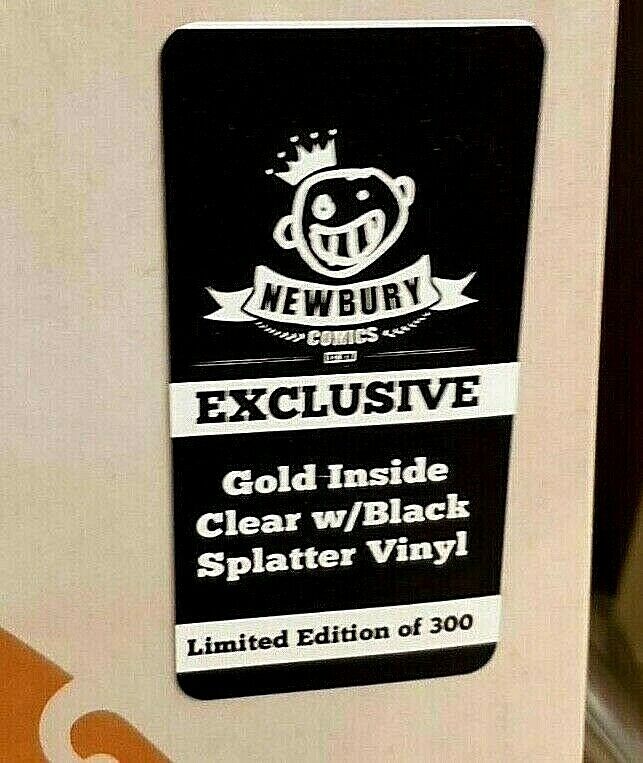 NEWBURY
COMICS
EXCLUSIVE
Gold Inside
Clear w/Black
Splatter Vinyl
Limited Edition of 300